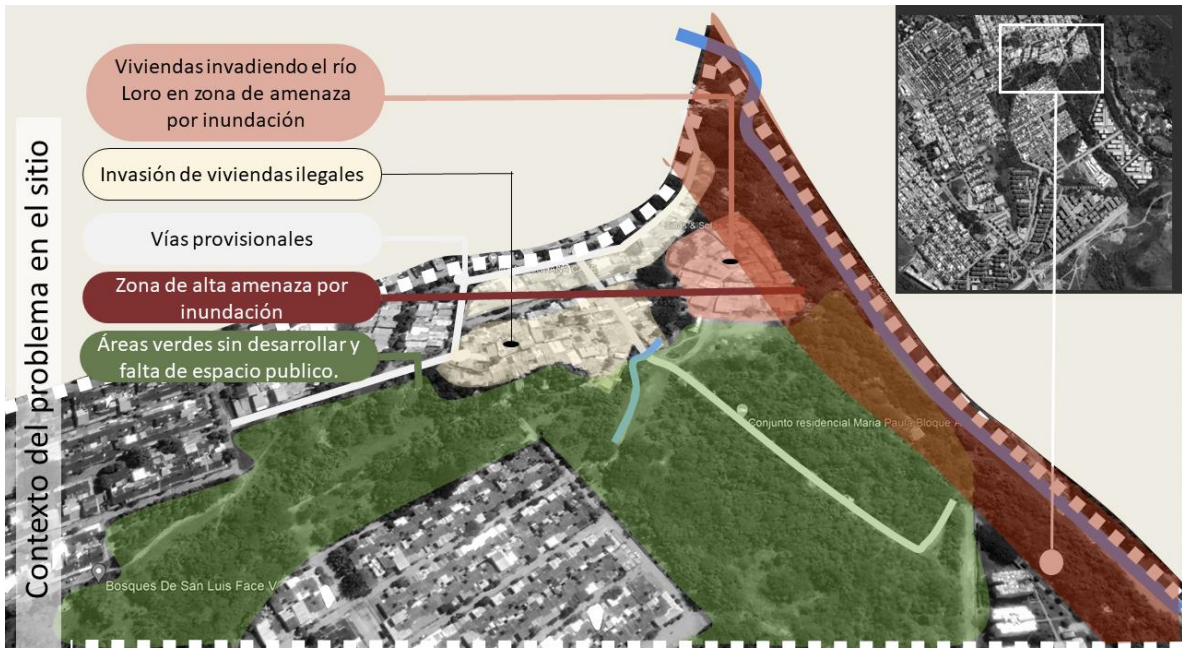 Contexto del problema en el sitio
Viviendas invadiendo el río
Loro en zona de amenaza
por inundación
Invasión de viviendas ilegales
Vías provisionales
Zona de alta amenaza por
inundación
Áreas verdes sin desarrollar y
falta de espacio publico.
Conjunto residencial Maria Paula Bloque A
Bosques De San Luis Face V